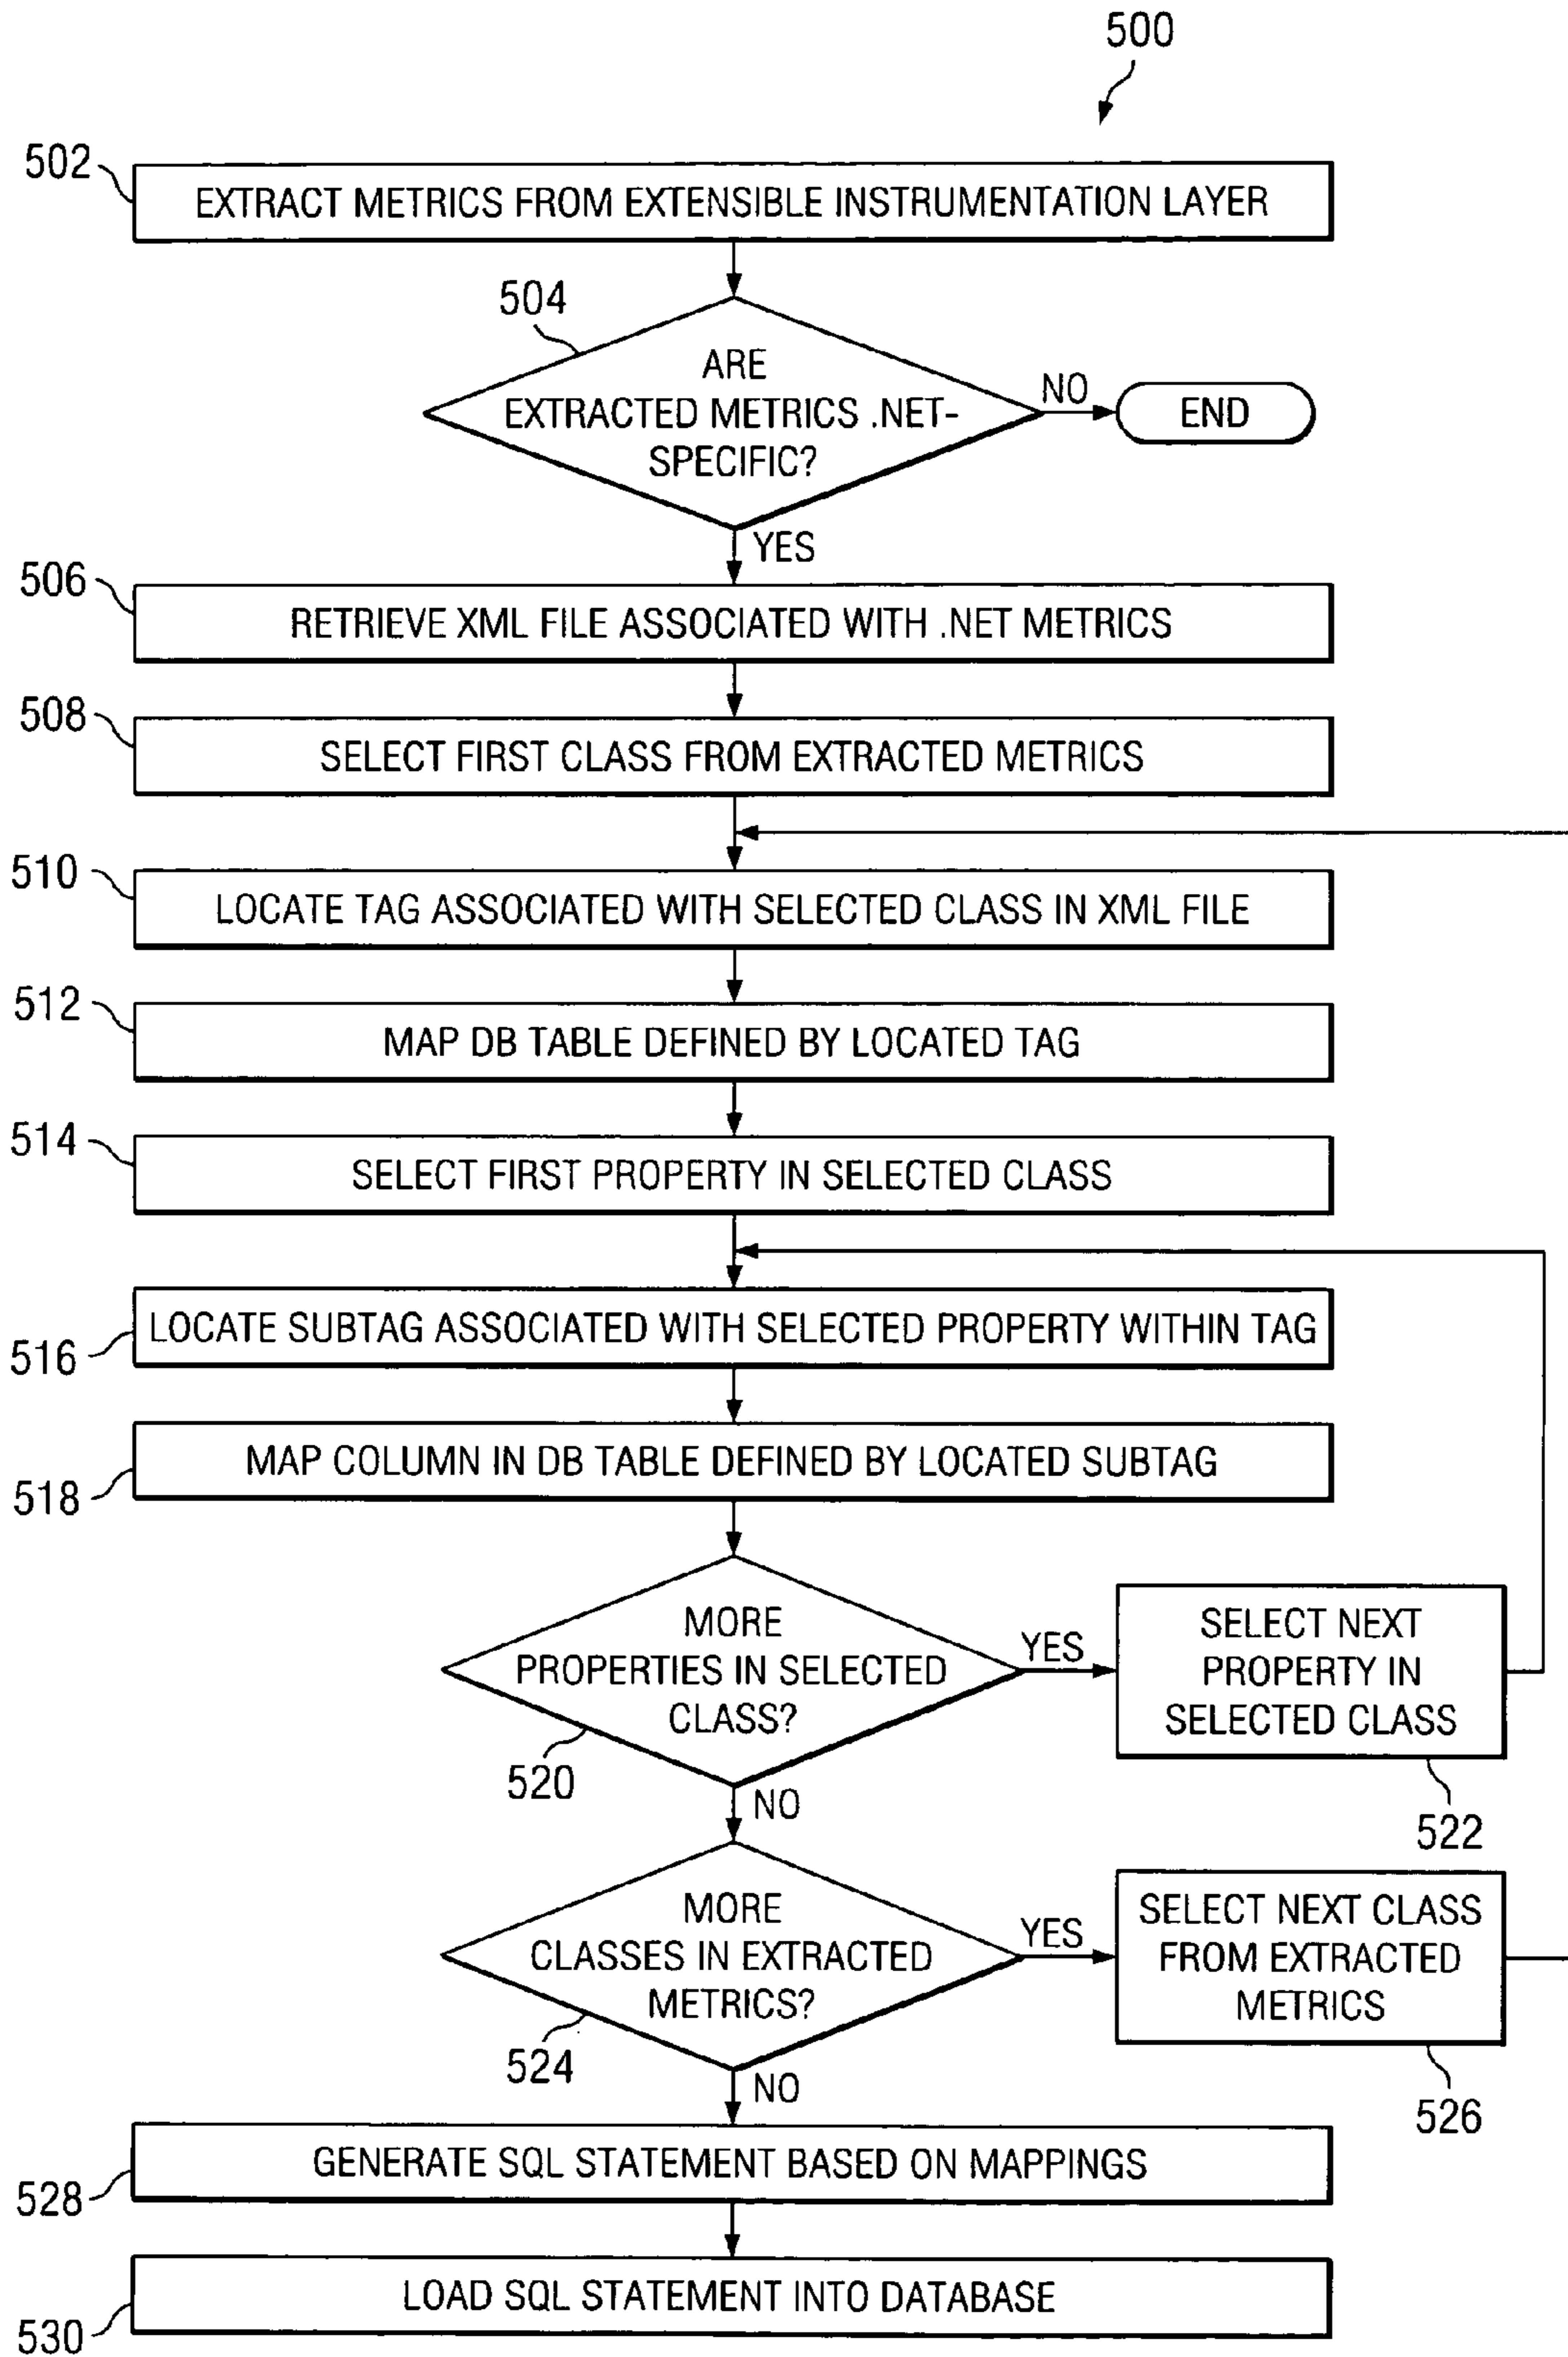 500
502
EXTRACT METRICS FROM EXTENSIBLE INSTRUMENTATION LAYER
504
ARE
EXTRACTED METRICS .NET-
SPECIFIC?
NO
END
YES
506
RETRIEVE XML FILE ASSOCIATED WITH .NET METRICS
508
SELECT FIRST CLASS FROM EXTRACTED METRICS
510
LOCATE TAG ASSOCIATED WITH SELECTED CLASS IN XML FILE
512
MAP DB TABLE DEFINED BY LOCATED TAG
514
SELECT FIRST PROPERTY IN SELECTED CLASS
516
LOCATE SUBTAG ASSOCIATED WITH SELECTED PROPERTY WITHIN TAG
518
MAP COLUMN IN DB TABLE DEFINED BY LOCATED SUBTAG
MORE
PROPERTIES IN SELECTED
CLASS?
520
YES
SELECT NEXT
PROPERTY IN
SELECTED CLASS
522
NO
MORE
CLASSES IN EXTRACTED
METRICS?
524
YES
SELECT NEXT CLASS
FROM EXTRACTED
METRICS
526
NO
528
GENERATE SQL STATEMENT BASED ON MAPPINGS
530
LOAD SQL STATEMENT INTO DATABASE